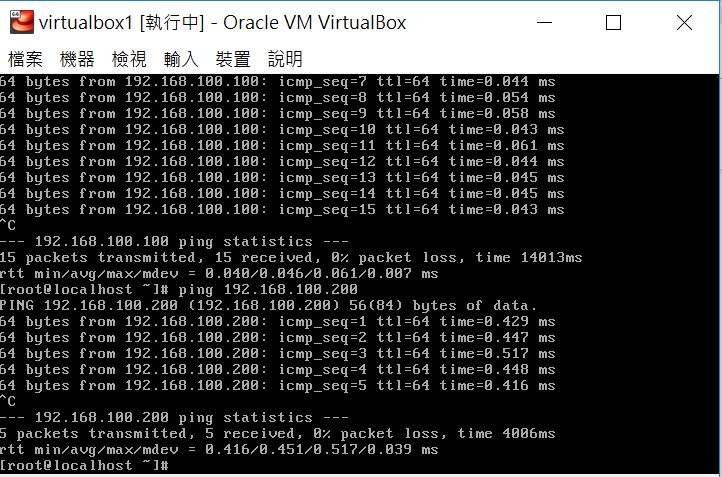 virtualbox1 [執行中] - Oracle VM VirtualBox
檔案 機器 檢視 輸入 裝置 說明
64 bytes from 192.168.100.100: icmp_seq=7 ttl=64 time=0.044 ms
64 bytes from 192.168.100.100: icmp_seq=8 ttl=64 time=0.054 ms
64 bytes from 192.168.100.100: icmp_seq=9 ttl=64 time=0.058 ms
64 bytes from 192.168.100.100: icmp_seq=10 ttl=64 time=0.043 ms
64 bytes from 192.168.100.100: icmp_seq=11 ttl=64 time=0.061 ms
64 bytes from 192.168.100.100: icmp_seq=12 ttl=64 time=0.044 ms
64 bytes from 192.168.100.100: icmp_seq=13 ttl=64 time=0.045 ms
64 bytes from 192.168.100.100: icmp_seq=14 ttl=64 time=0.045 ms
64 bytes from 192.168.100.100: icmp_seq=15 ttl=64 time=0.043 ms
^C
--- 192.168.100.100 ping statistics ---
15 packets transmitted, 15 received, 0% packet loss, time 14013ms
rtt min/avg/max/mdev = 0.040/0.046/0.061/0.007 ms
[root@localhost ~]# ping 192.168.100.200
PING 192.168.100.200 (192.168.100.200) 56(84) bytes of data.
64 bytes from 192.168.100.200: icmp_seq=1 ttl=64 time=0.429 ms
64 bytes from 192.168.100.200: icmp_seq=2 ttl=64 time=0.447 ms
64 bytes from 192.168.100.200: icmp_seq=3 ttl=64 time=0.517 ms
64 bytes from 192.168.100.200: icmp_seq=4 ttl=64 time=0.448 ms
64 bytes from 192.168.100.200: icmp_seq=5 ttl=64 time=0.416 ms
^C
--- 192.168.100.200 ping statistics ---
5 packets transmitted, 5 received, 0% packet loss, time 4006ms
rtt min/avg/max/mdev = 0.416/0.451/0.517/0.039 ms
[root@localhost ~]#